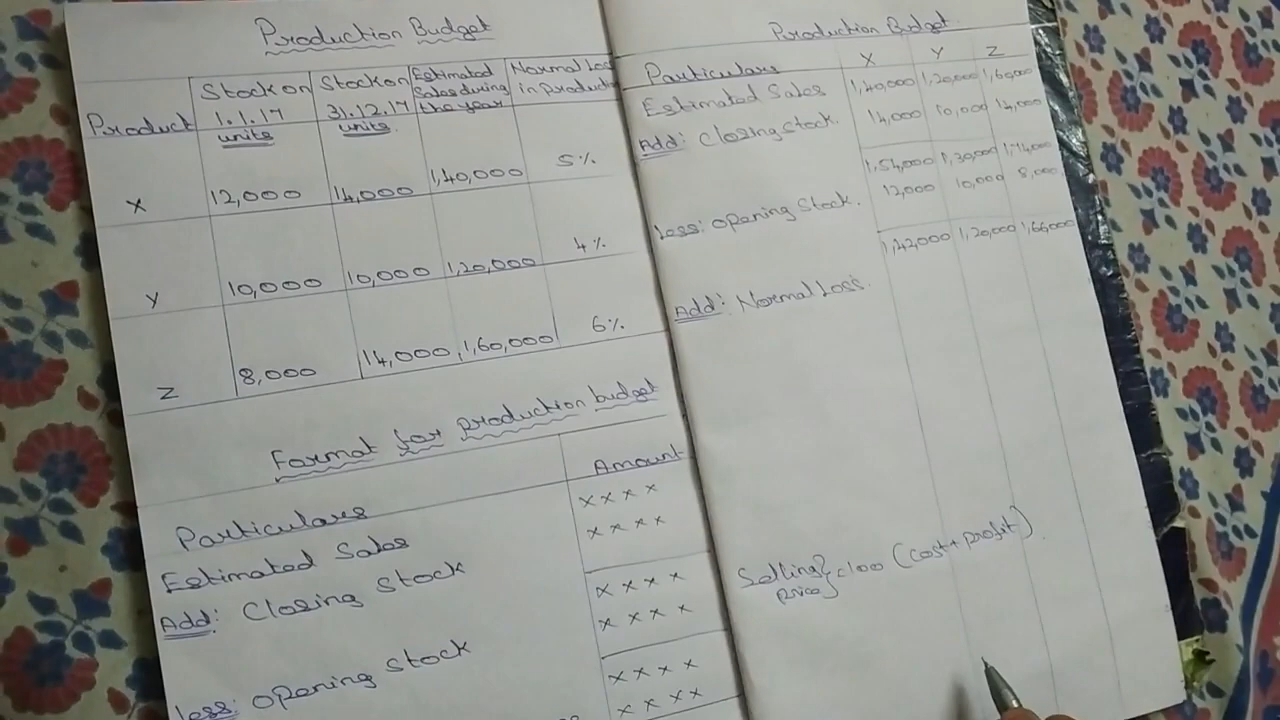 Production Budget
Product
Stock on
1.1.17
units
Stock on
31.12.17
units
Estimated
Sales during
the year
Normal Loss
in Product
X 12,000 14,000 1,40,000 5%
Y 10,000 10,000 1,20,000 4%
Z 8,000 14,000 1,60,000 6%
Format for production budget
Particulars Amount
Estimated Sales xxxx
Add: Closing Stock xxxx
xxxx
Less: Opening Stock xxxx
xxxx
xxxx
Production Budget
Particulars X Y Z
Estimated Sales 1,40,000 1,20,000 1,60,000
Add: Closing stock. 14,000 10,000 14,000
1,54,000 1,30,000 1,74,000
Less: Opening Stock. 12,000 10,000 8,000
1,42,000 1,20,000 1,66,000
Add: Normal Loss.
Selling
price} (cost + profit).